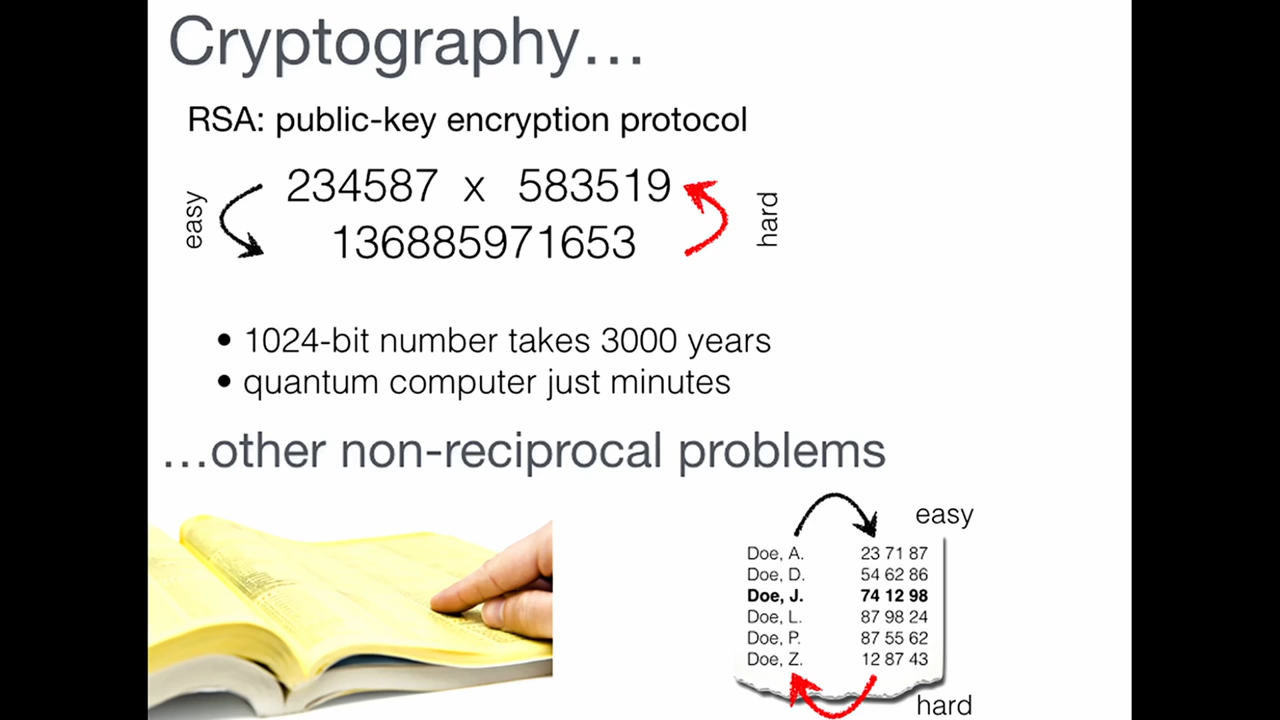 Cryptography…
RSA: public-key encryption protocol
easy
234587 x 583519
136885971653
hard
• 1024-bit number takes 3000 years
• quantum computer just minutes
…other non-reciprocal problems
easy
Doe, A. 23 71 87
Doe, D. 54 62 86
Doe, J. 74 12 98
Doe, L. 87 98 24
Doe, P. 87 55 62
Doe, Z. 12 87 43
hard